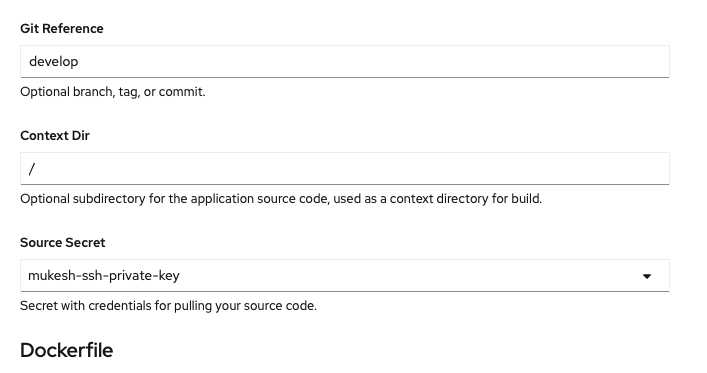 Git Reference
develop
Optional branch, tag, or commit.
Context Dir
/
Optional subdirectory for the application source code, used as a context directory for build.
Source Secret
mukesh-ssh-private-key
Secret with credentials for pulling your source code.
Dockerfile